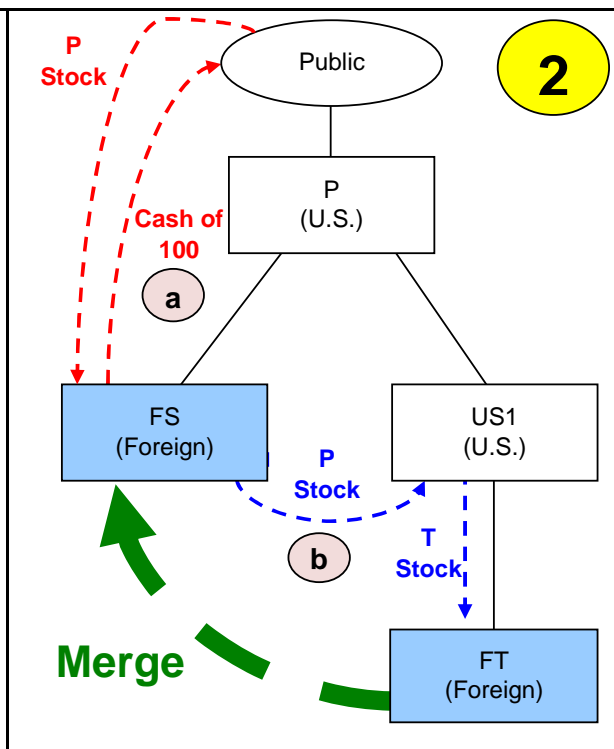 P
Stock
Public
2
P
(U.S.)
Cash of
100
a
FS
(Foreign)
US1
(U.S.)
P
Stock
b
T
Stock
Merge
FT
(Foreign)